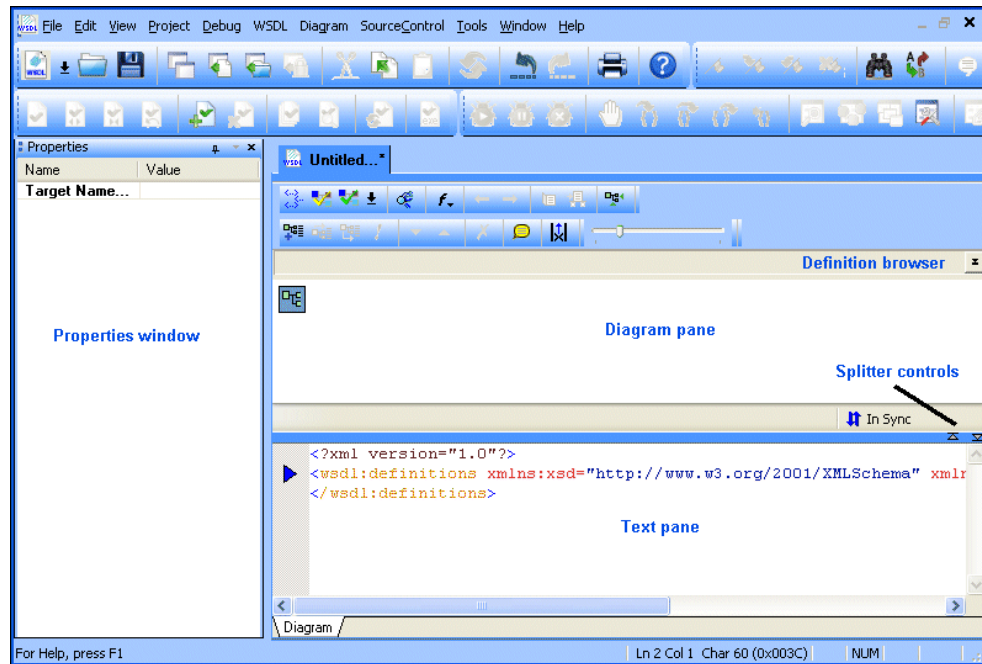 File Edit View Project Debug WSDL Diagram SourceControl Tools Window Help
WSDL
Properties
Name Value
Target Name...
Properties window
WSDL Untitled...*
Definition browser
Diagram pane
Splitter controls
In Sync
<?xml version="1.0"?>
<wsdl:definitions xmlns:xsd="http://www.w3.org/2001/XMLSchema" xmlr
</wsdl:definitions>
Text pane
Diagram
For Help, press F1
Ln 2 Col 1 Char 60 (0x003C) NUM